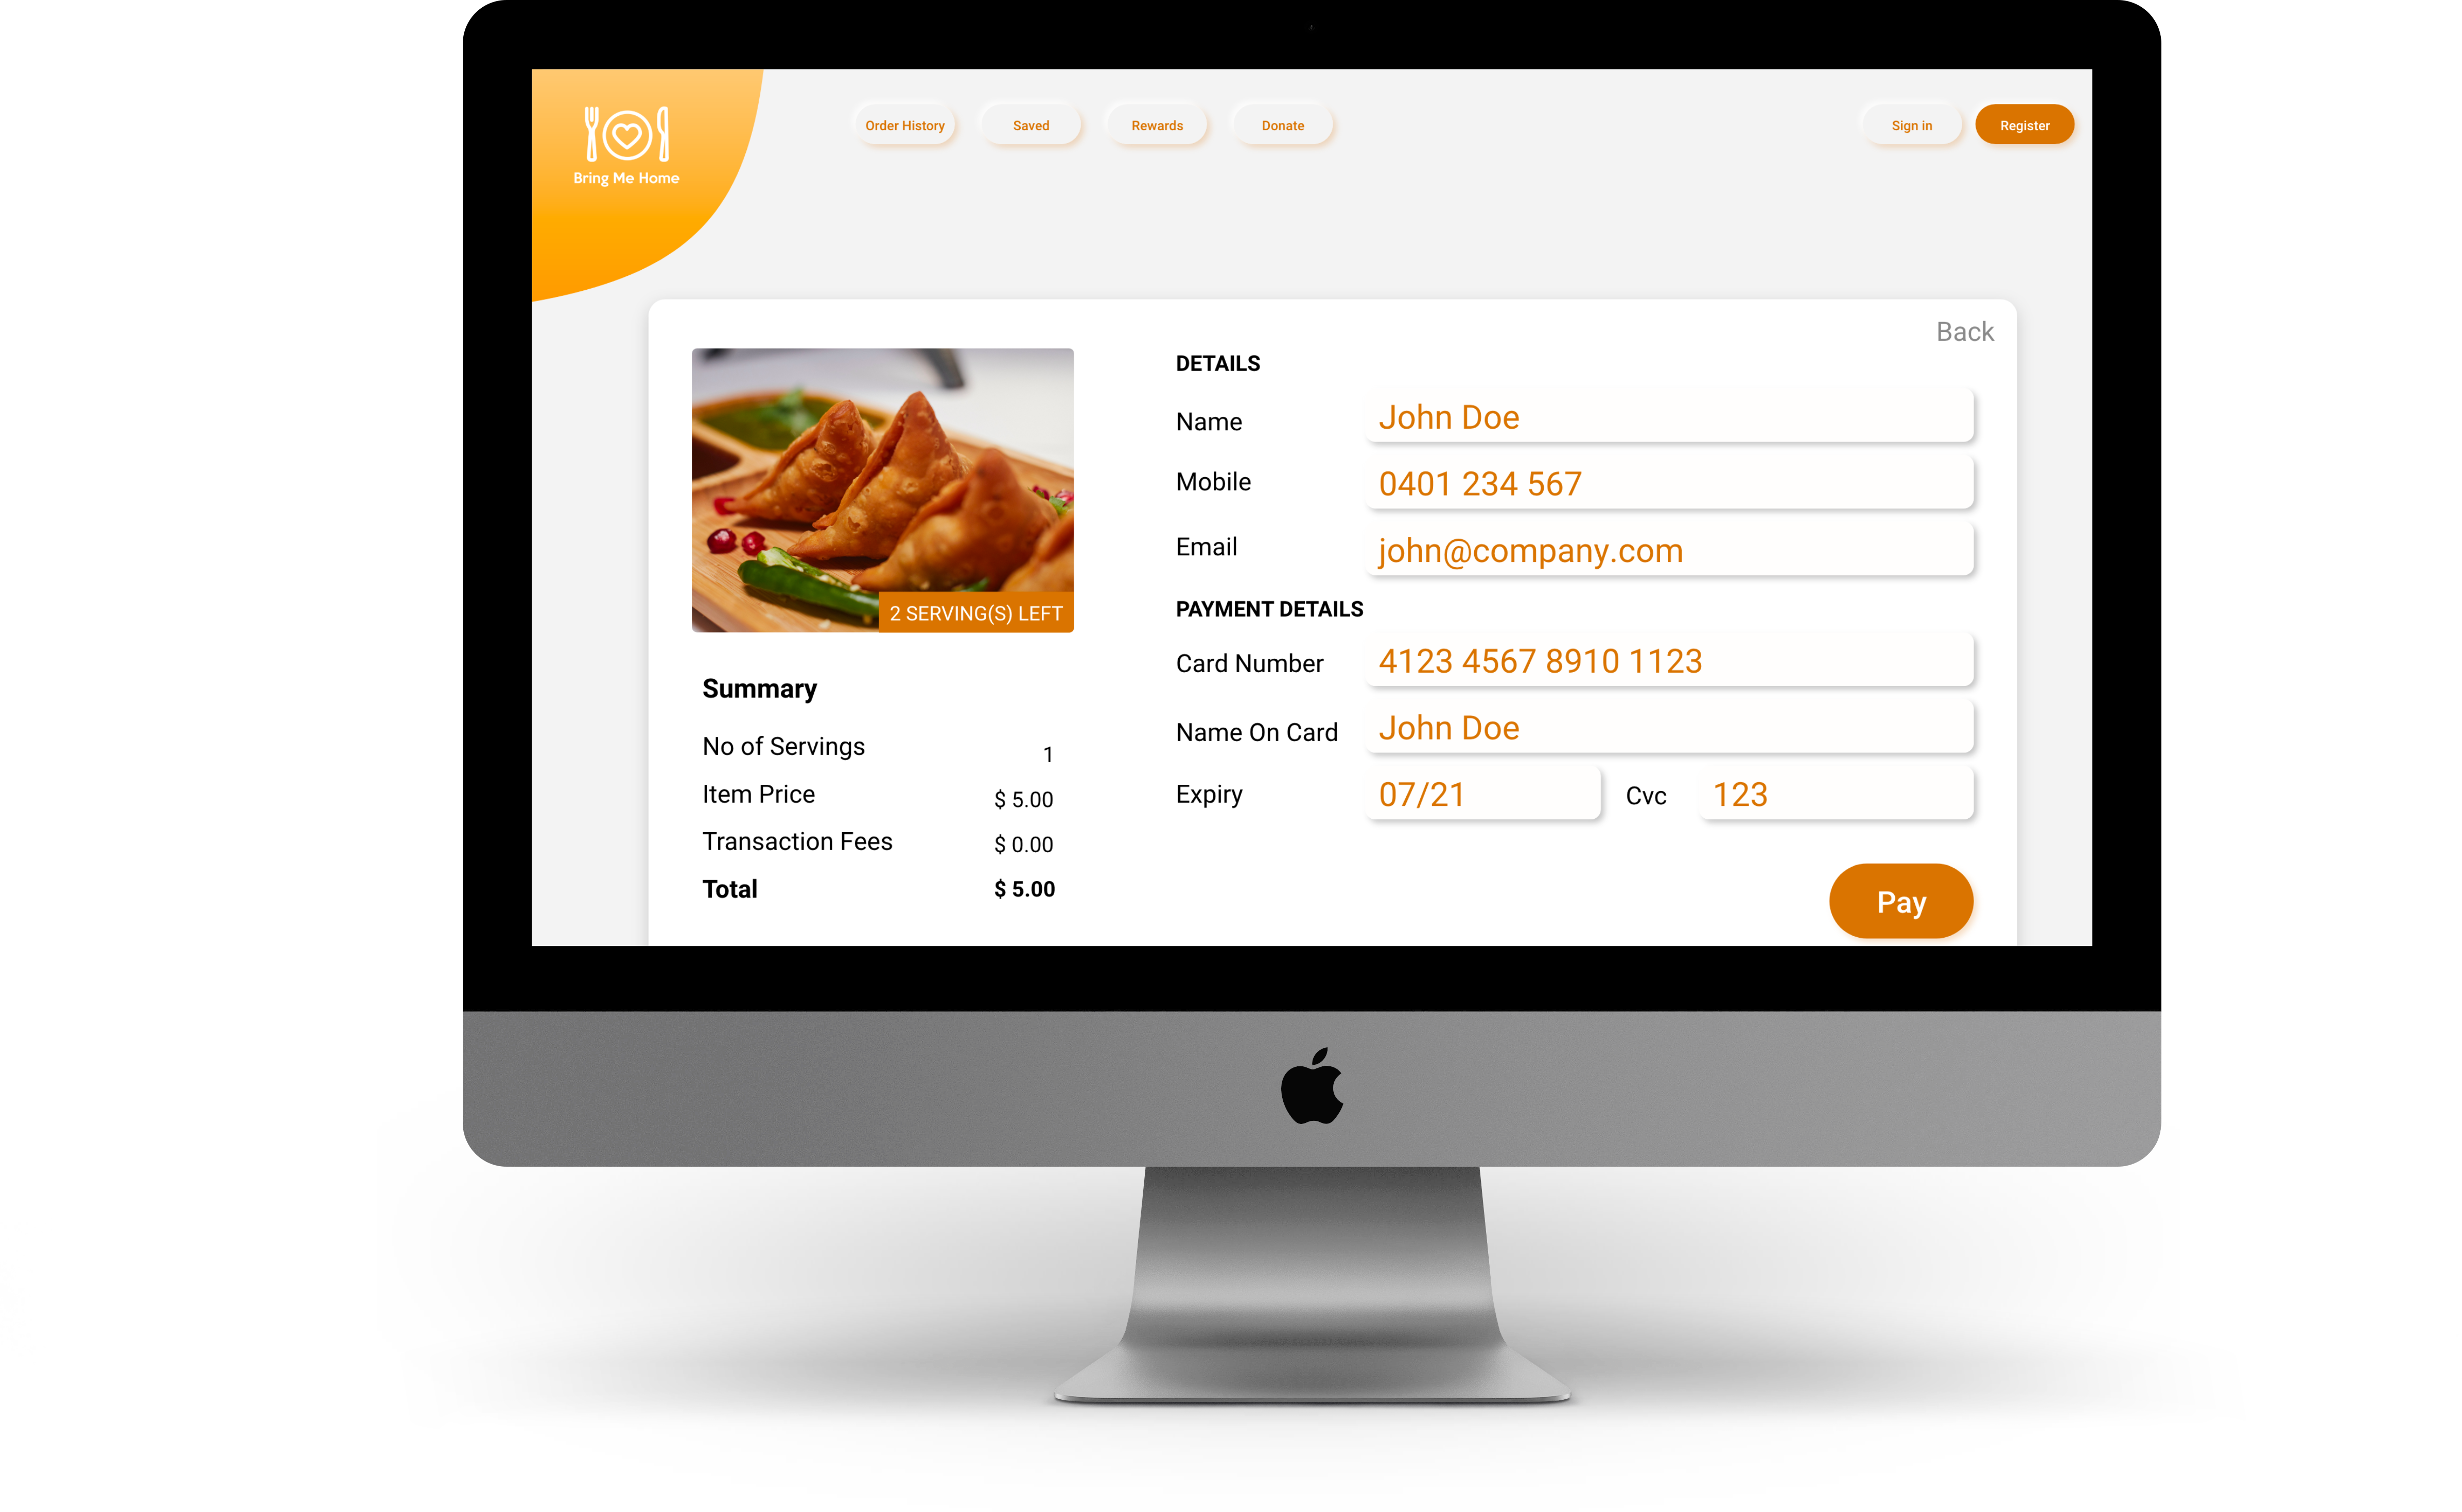 Order History
Saved
Rewards
Donate
Sign in
Register
Bring Me Home
Back
2 SERVING(S) LEFT
Summary
No of Servings 1
Item Price $ 5.00
Transaction Fees $ 0.00
Total $ 5.00
DETAILS
Name John Doe
Mobile 0401 234 567
Email john@company.com
PAYMENT DETAILS
Card Number 4123 4567 8910 1123
Name On Card John Doe
Expiry 07/21 Cvc 123
Pay